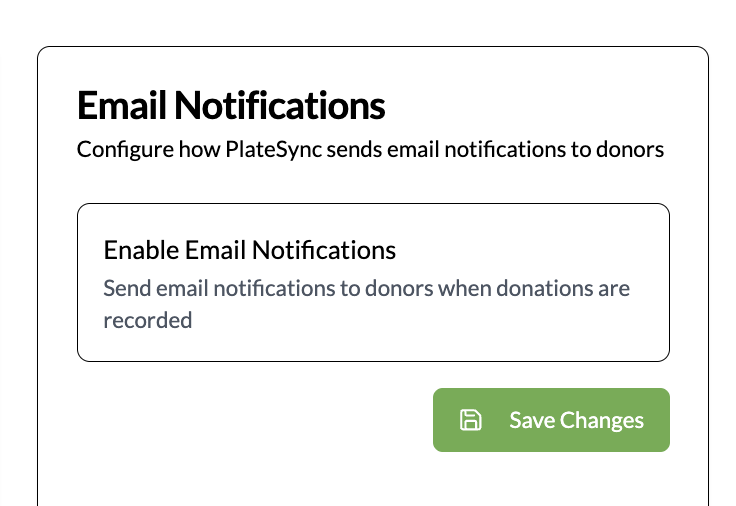 Email Notifications
Configure how PlateSync sends email notifications to donors
Enable Email Notifications
Send email notifications to donors when donations are
recorded
Save Changes